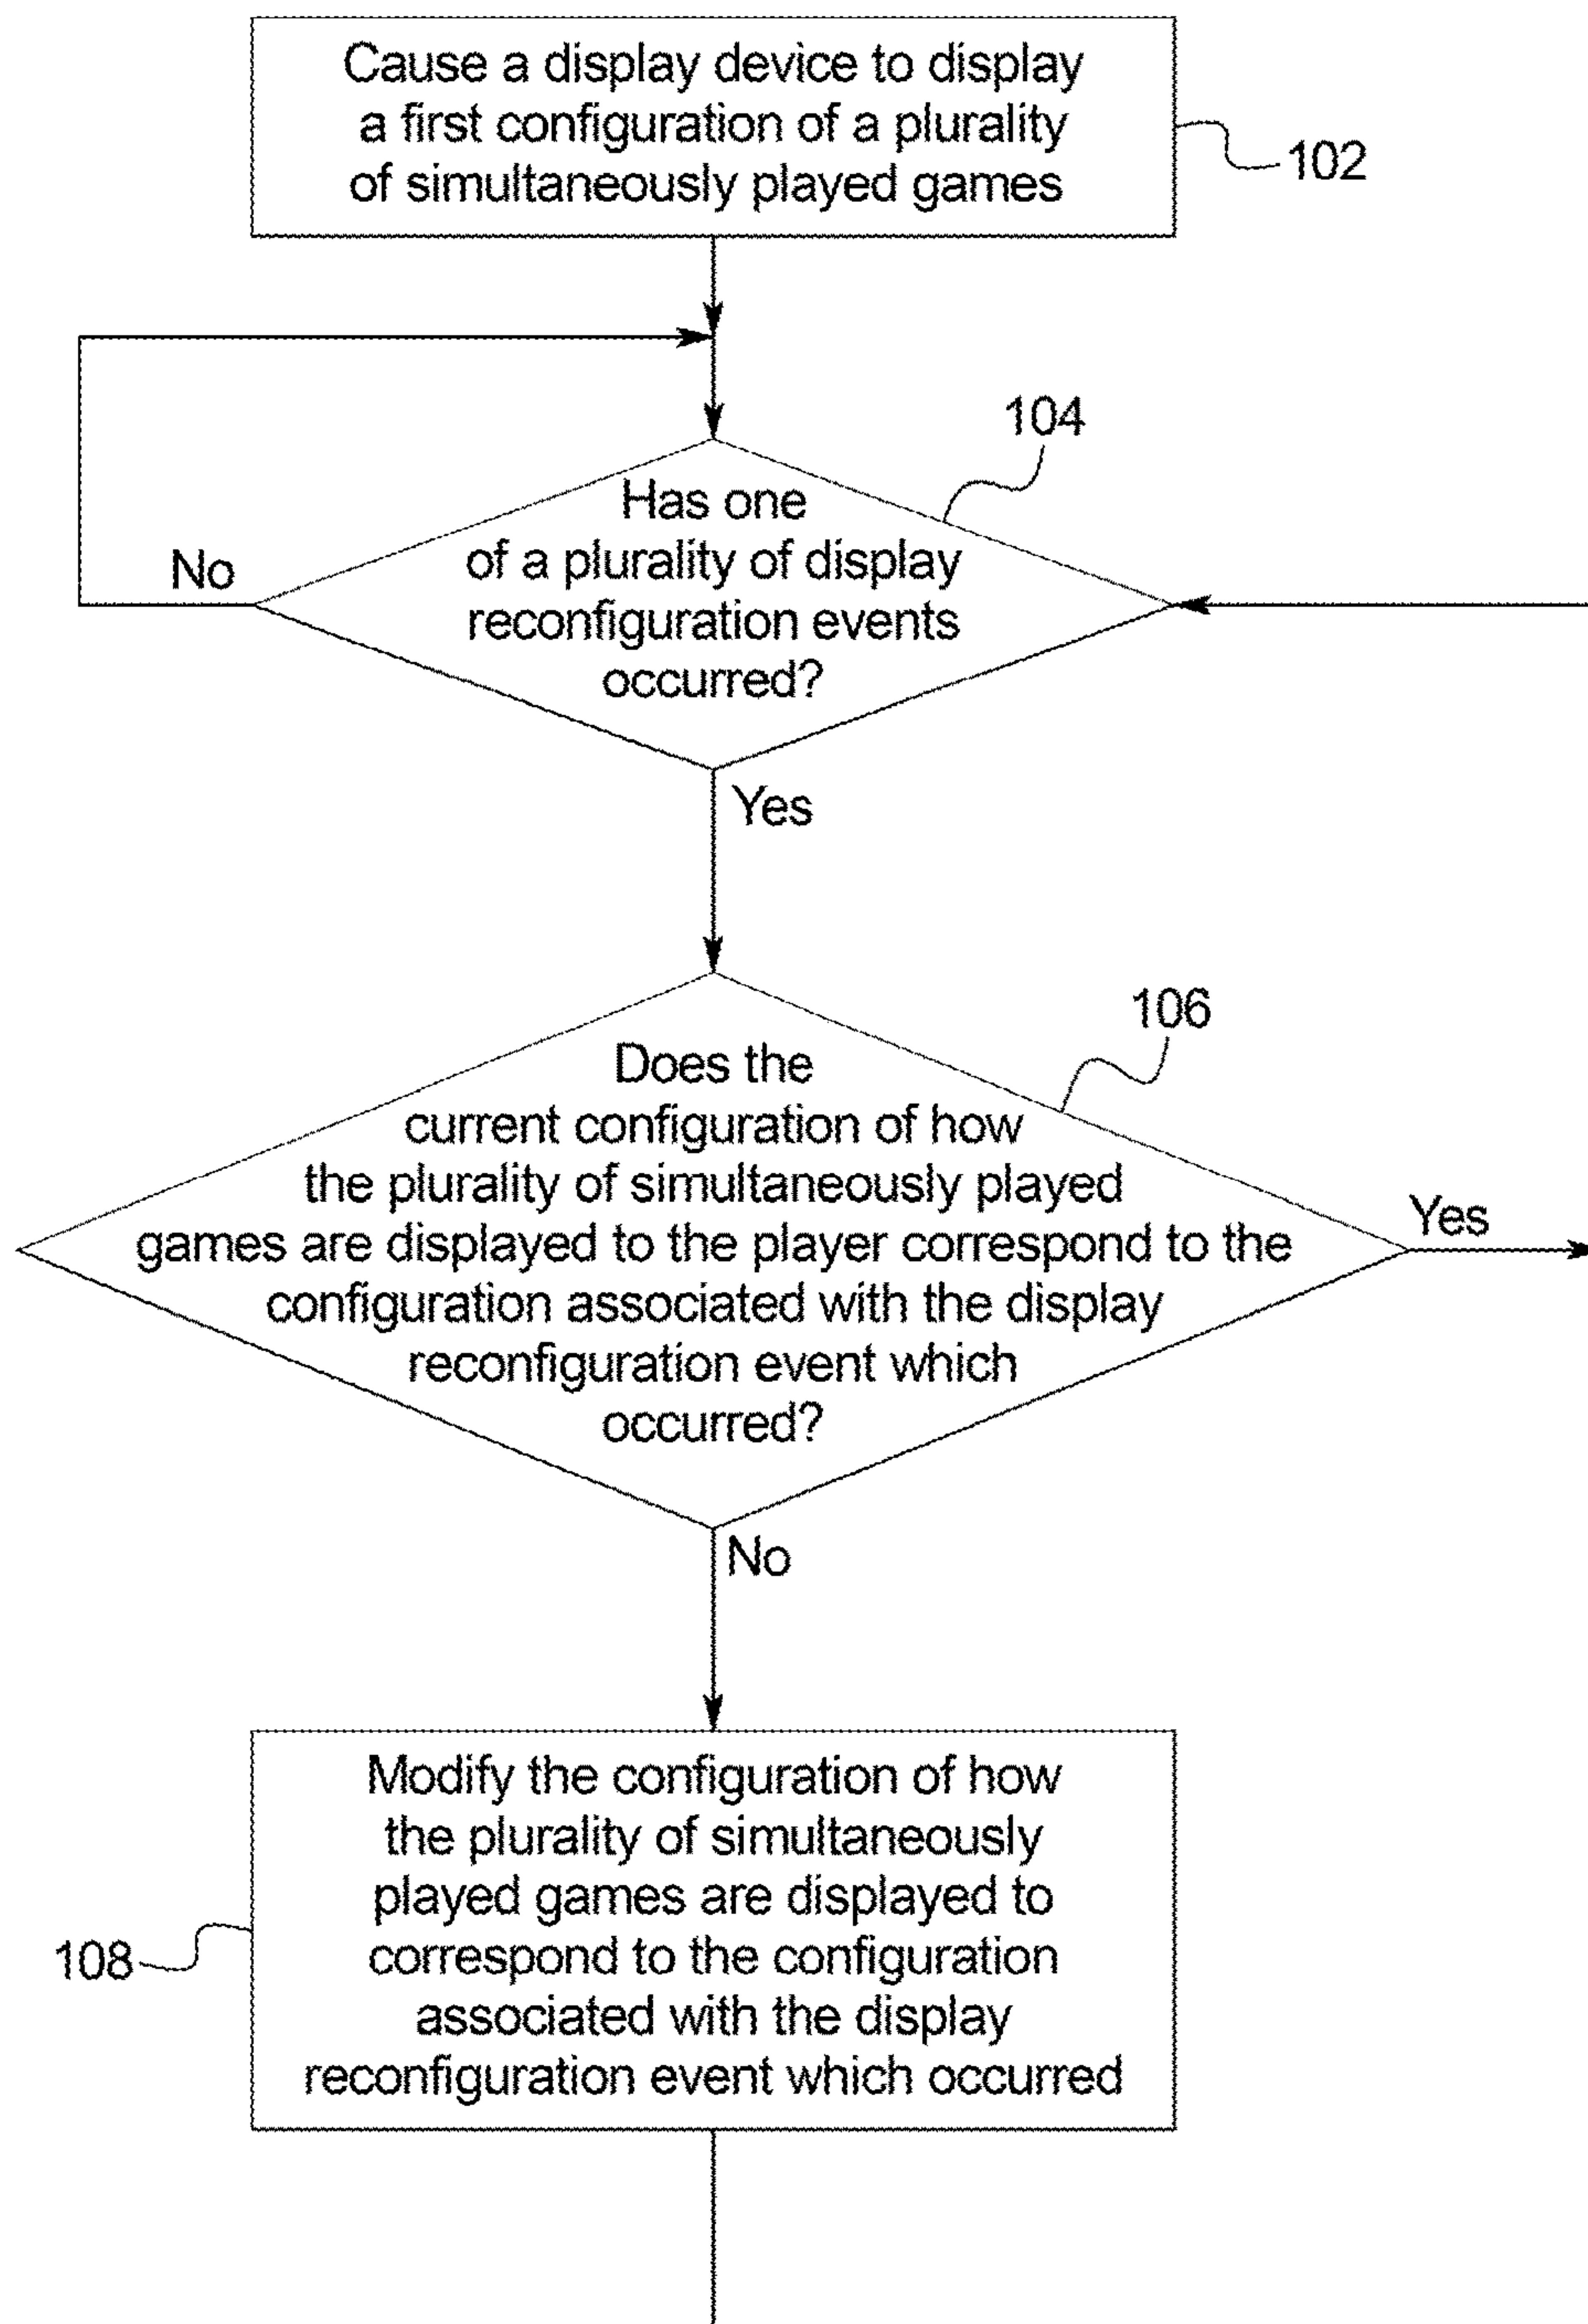 Cause a display device to display
a first configuration of a plurality
of simultaneously played games
102
104
Has one
of a plurality of display
reconfiguration events
occurred?
No
Yes
106
Does the
current configuration of how
the plurality of simultaneously played
games are displayed to the player correspond to the
configuration associated with the display
reconfiguration event which
occurred?
Yes
No
Modify the configuration of how
the plurality of simultaneously
played games are displayed to
correspond to the configuration
associated with the display
reconfiguration event which occurred
108